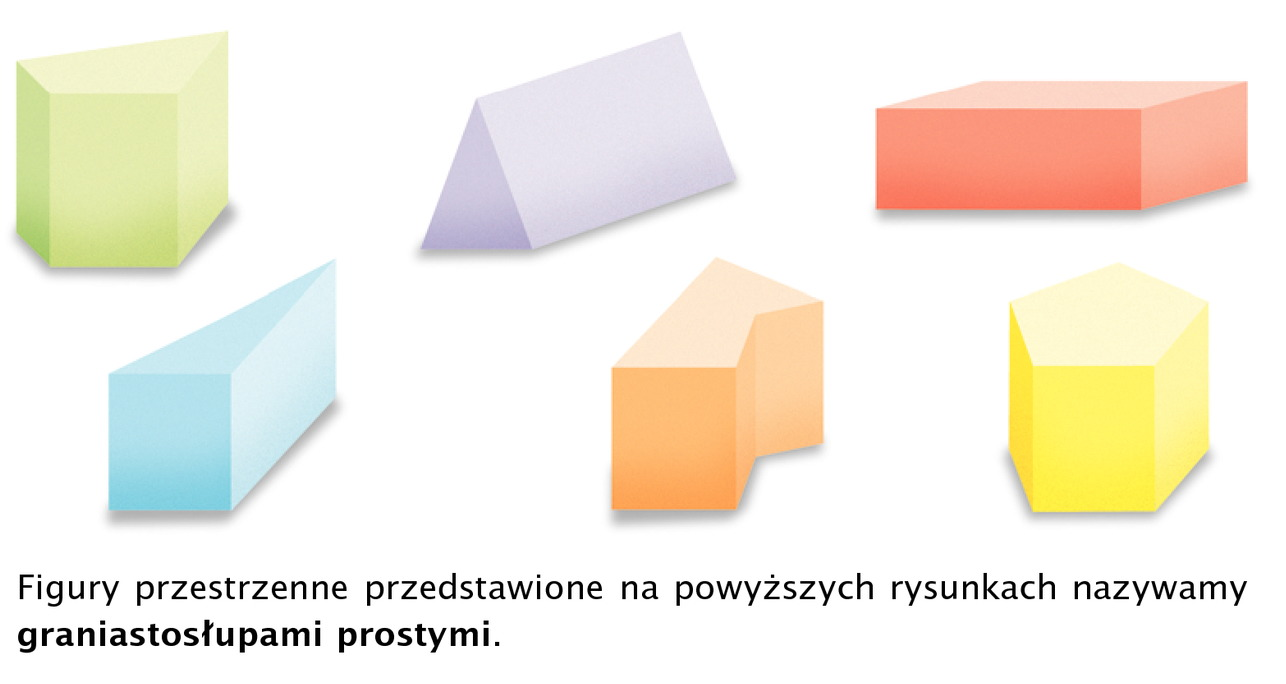 Figury przestrzenne przedstawione na powyższych rysunkach nazywamy
graniastosłupami prostymi.